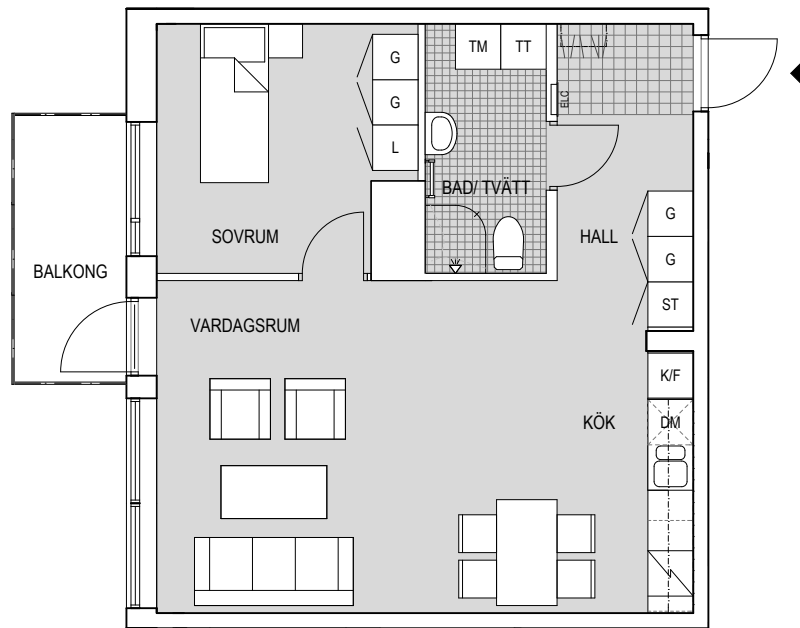 TM
TT
G
G
L
ELC
BAD/ TVÄTT
SOVRUM
HALL
G
G
ST
BALKONG
VARDAGSRUM
K/F
KÖK
DM